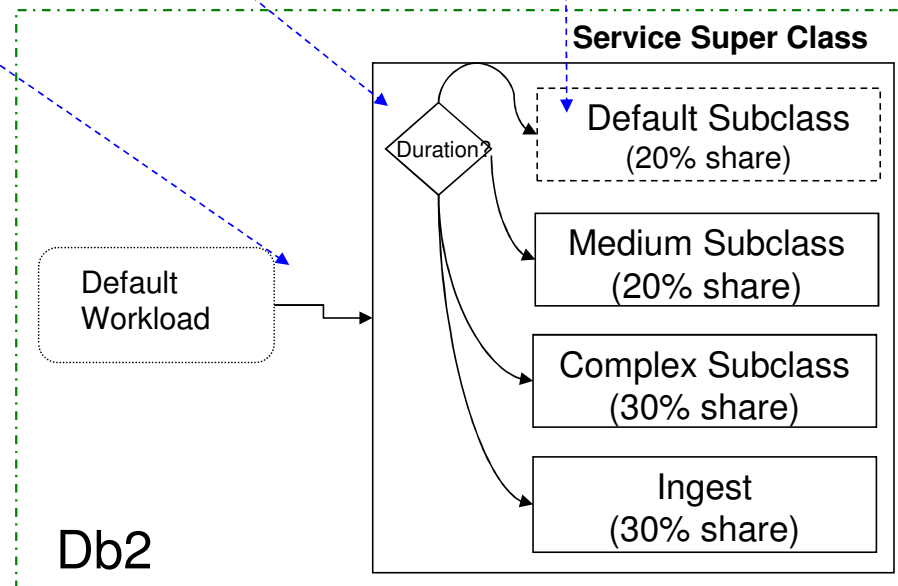 Service Super Class
Duration?
Default Subclass
(20% share)
Medium Subclass
(20% share)
Default
Workload
Complex Subclass
(30% share)
Ingest
(30% share)
Db2